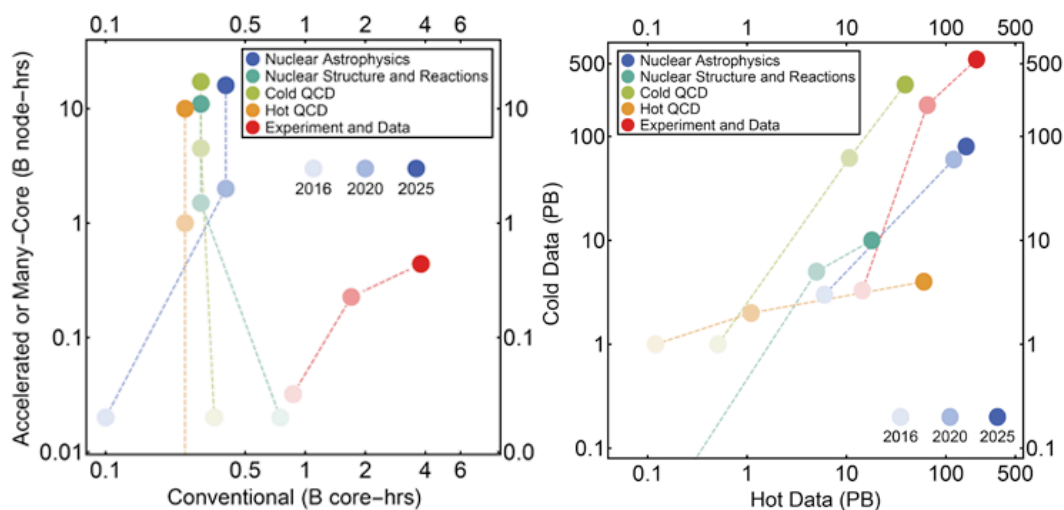 0.1 0.5 1 2 4 6
Accelerated or Many-Core (B node-hrs)
10
1
0.1
0.01
Nuclear Astrophysics
Nuclear Structure and Reactions
Cold QCD
Hot QCD
Experiment and Data
2016 2020 2025
10
1
0.1
0.0
0.1 0.5 1 2 4 6
Conventional (B core-hrs)
0.1 1 10 100 500
Cold Data (PB)
500
100
10
1
0.1
Nuclear Astrophysics
Nuclear Structure and Reactions
Cold QCD
Hot QCD
Experiment and Data
2016 2020 2025
500
100
10
1
0.1
0.1 1 10 100 500
Hot Data (PB)